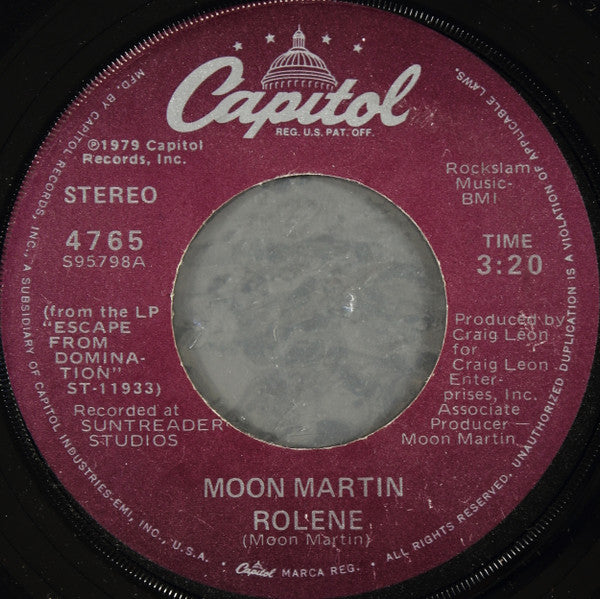 Capitol
REG. U.S. PAT. OFF.
℗1979 Capitol
Records, Inc.
STEREO
4765
S95798A
(from the LP
"ESCAPE
FROM
DOMINA-
TION"
ST-11933)
Recorded at
SUNTREADER
STUDIOS
Rockslam
Music-
BMI
TIME
3:20
Produced by
Craig Leon
for
Craig Leon
Enter-
prises, Inc.
Associate
Producer—
Moon Martin
MOON MARTIN
ROLENE
(Moon Martin)
MFD. BY CAPITOL RECORDS, INC., A SUBSIDIARY OF CAPITOL INDUSTRIES-EMI, INC., U.S.A. • Capitol MARCA REG. • ALL RIGHTS RESERVED. UNAUTHORIZED DUPLICATION IS A VIOLATION OF APPLICABLE LAWS.